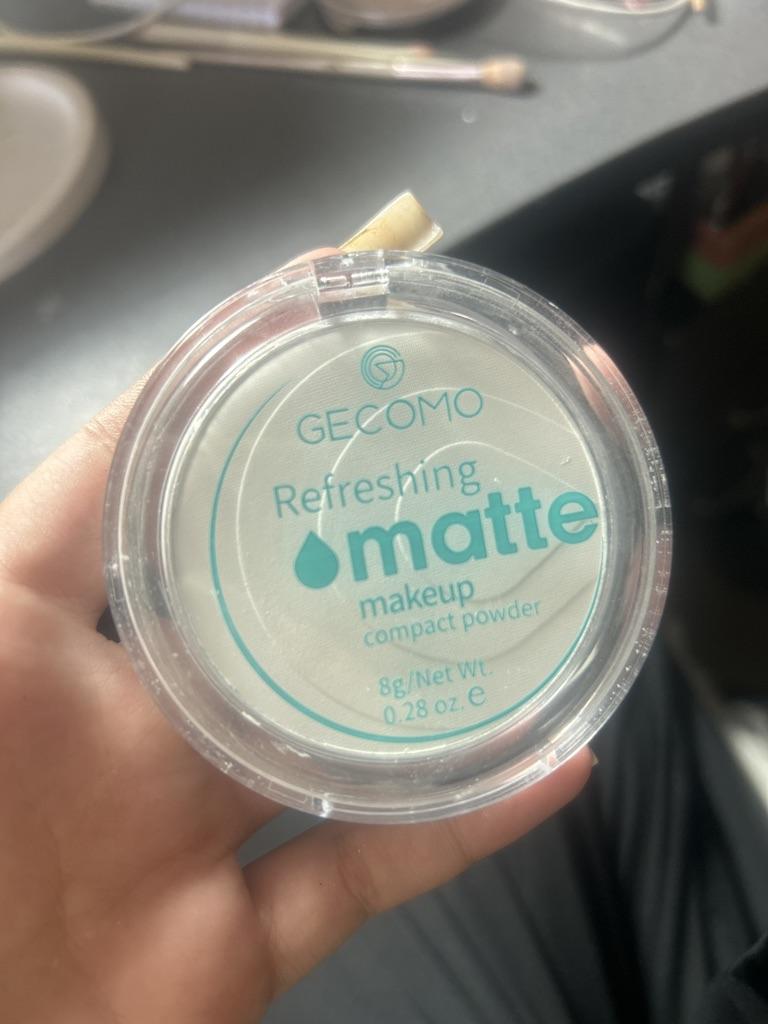 GECOMO
Refreshing
matte
makeup
compact powder
8g/Net Wt.
0.28 oz. ℮